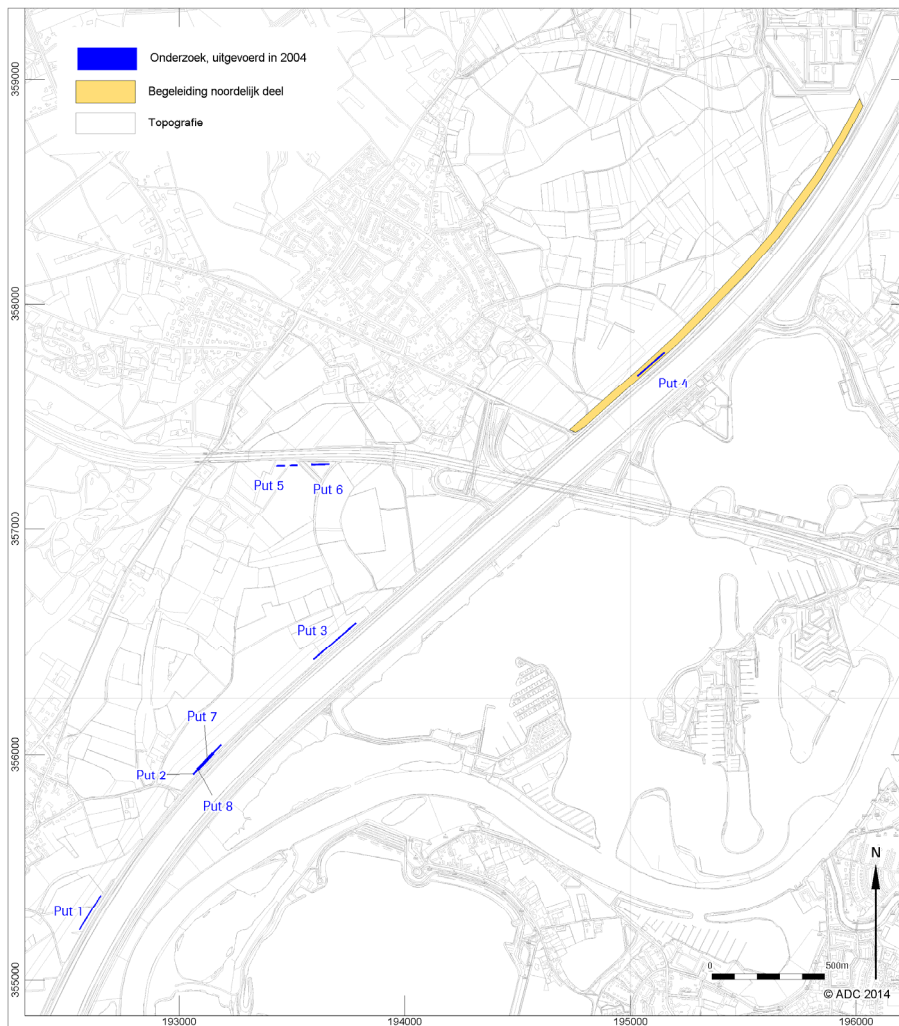 359000
Onderzoek, uitgevoerd in 2004
Begeleiding noordelijk deel
Topografie
358000
Put 4
Put 5
Put 6
357000
Put 3
Put 7
356000
Put 2
Put 8
N
Put 1
0
500m
355000
© ADC 2014
193000
194000
195000
196000